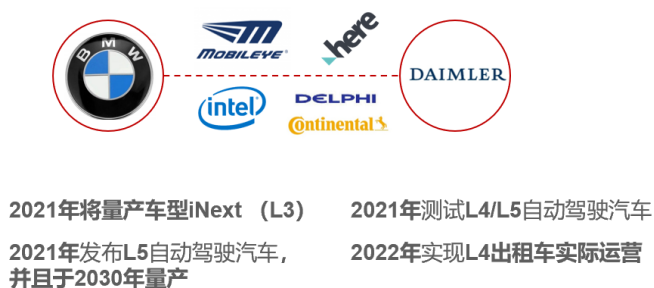 BMW
MOBILEYE
here
DAIMLER
intel
DELPHI
Continental
2021年将量产车型iNext （L3）
2021年发布L5自动驾驶汽车，
并且于2030年量产
2021年测试L4/L5自动驾驶汽车
2022年实现L4出租车实际运营